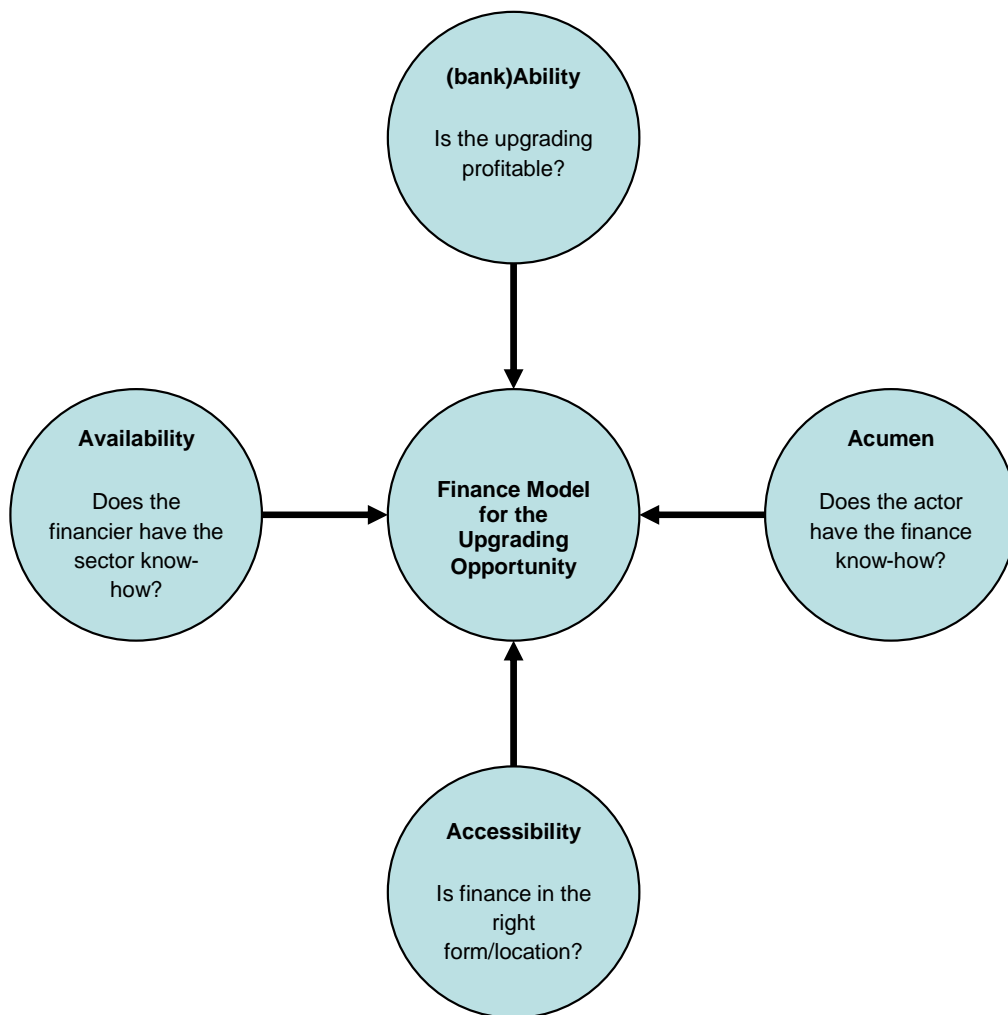 (bank)Ability
Is the upgrading
profitable?
Availability
Does the
financier have the
sector know-
how?
Finance Model
for the
Upgrading
Opportunity
Acumen
Does the actor
have the finance
know-how?
Accessibility
Is finance in the
right
form/location?